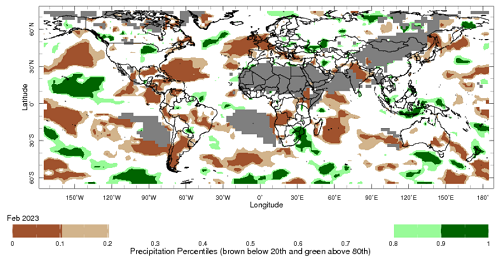 60°N
30°N
0°
30°S
60°S
Latitude
150°W 120°W 90°W 60°W 30°W 0° 30°E 60°E 90°E 120°E 150°E 180°
Longitude
Feb 2023
0 0.1 0.2 0.3 0.4 0.5 0.6 0.7 0.8 0.9 1
Precipitation Percentiles (brown below 20th and green above 80th)